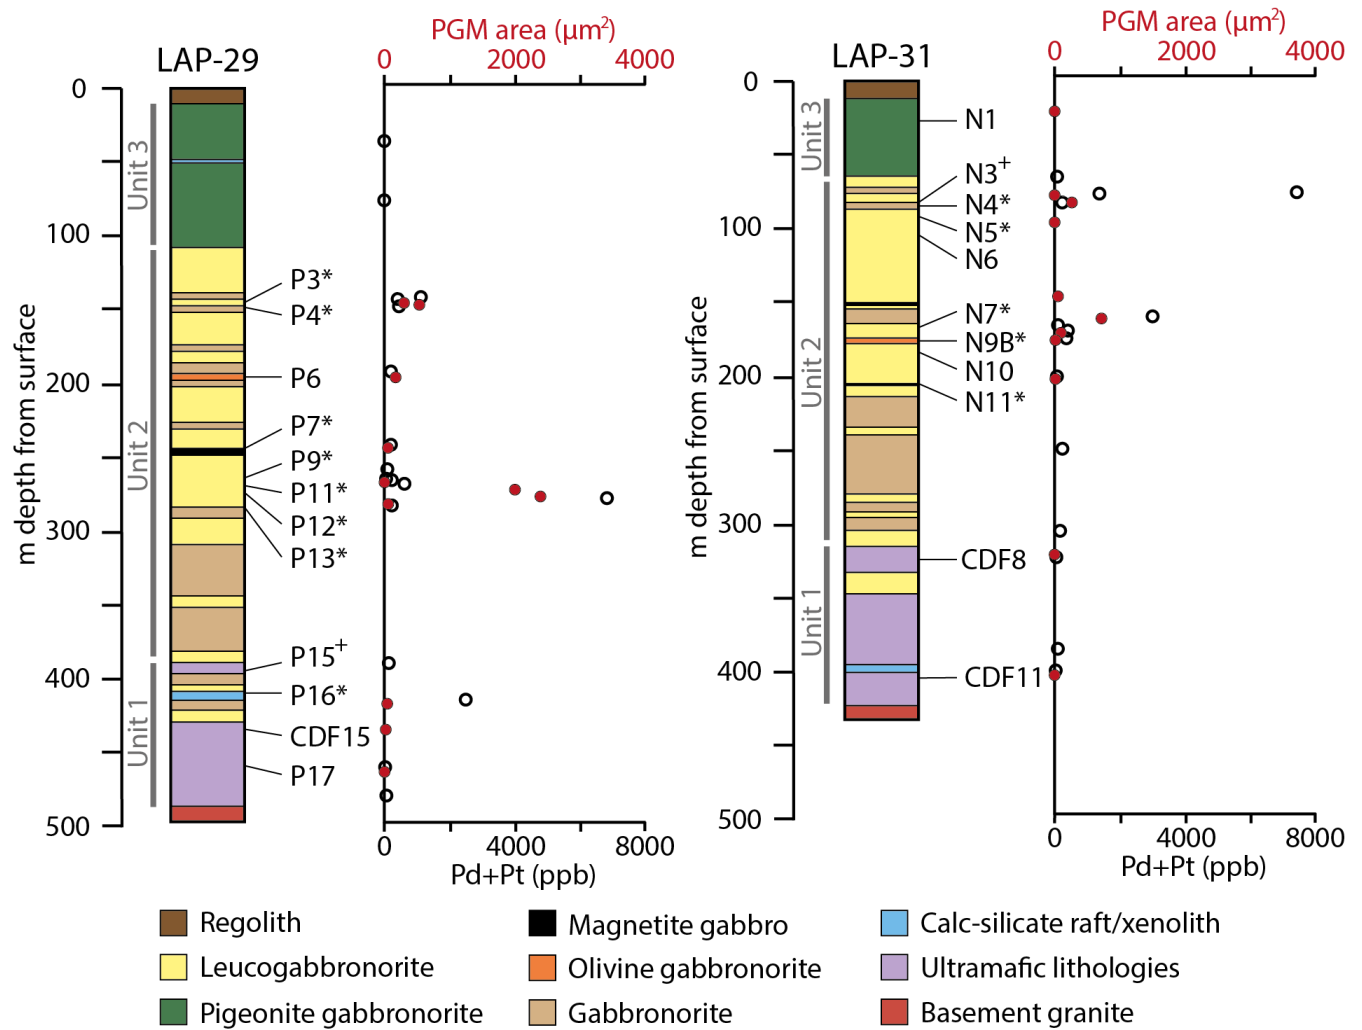 PGM area (μm²)
0 2000 4000
LAP-29
0
100
200
300
400
500
m depth from surface
Unit 3
Unit 2
Unit 1
P3*
P4*
P6
P7*
P9*
P11*
P12*
P13*
P15+
P16*
CDF15
P17
0 4000 8000
Pd+Pt (ppb)
PGM area (μm²)
0 2000 4000
LAP-31
0
100
200
300
400
500
m depth from surface
Unit 3
Unit 2
Unit 1
N1
N3+
N4*
N5*
N6
N7*
N9B*
N10
N11*
CDF8
CDF11
0 4000 8000
Pd+Pt (ppb)
Regolith
Leucogabbronorite
Pigeonite gabbronorite
Magnetite gabbro
Olivine gabbronorite
Gabbronorite
Calc-silicate raft/xenolith
Ultramafic lithologies
Basement granite